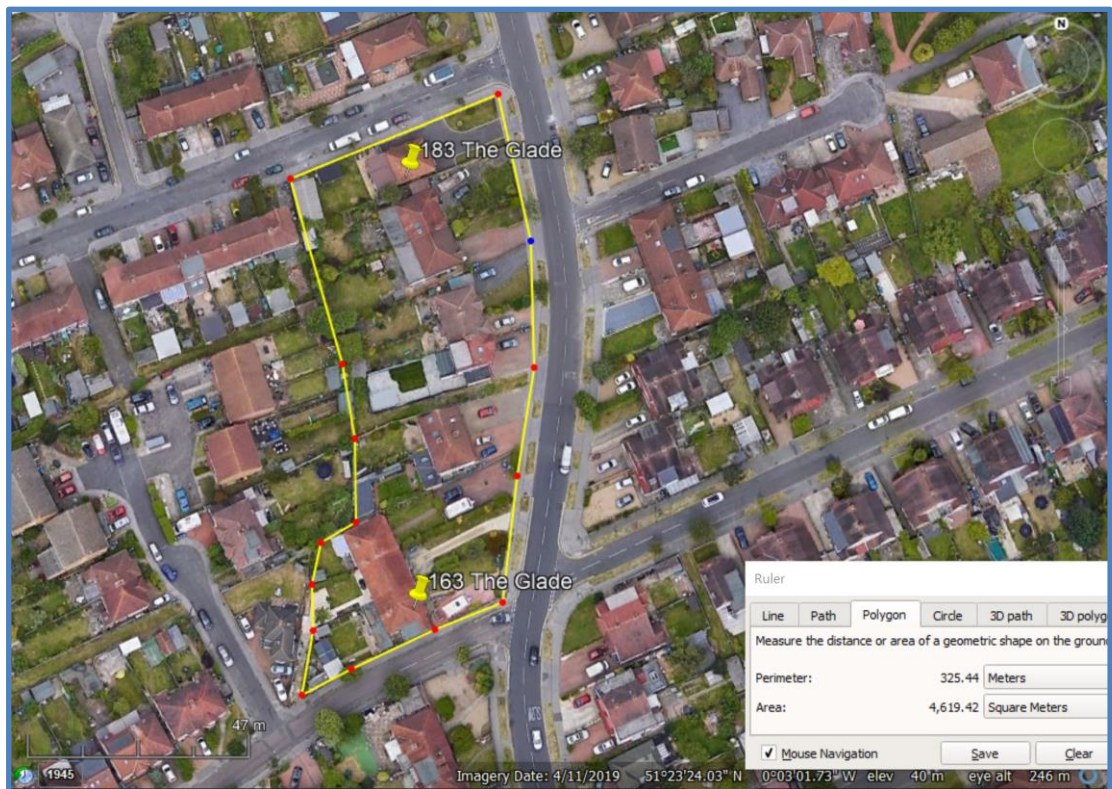 N
183 The Glade
163 The Glade
Ruler
Line Path Polygon Circle 3D path 3D polyg
Measure the distance or area of a geometric shape on the groun
Perimeter: 325.44 Meters
Area: 4,619.42 Square Meters
Mouse Navigation Save Clear
47 m
1945
Imagery Date: 4/11/2019 51°23'24.03" N 0°03'01.73" W elev 40 m eye alt 246 m